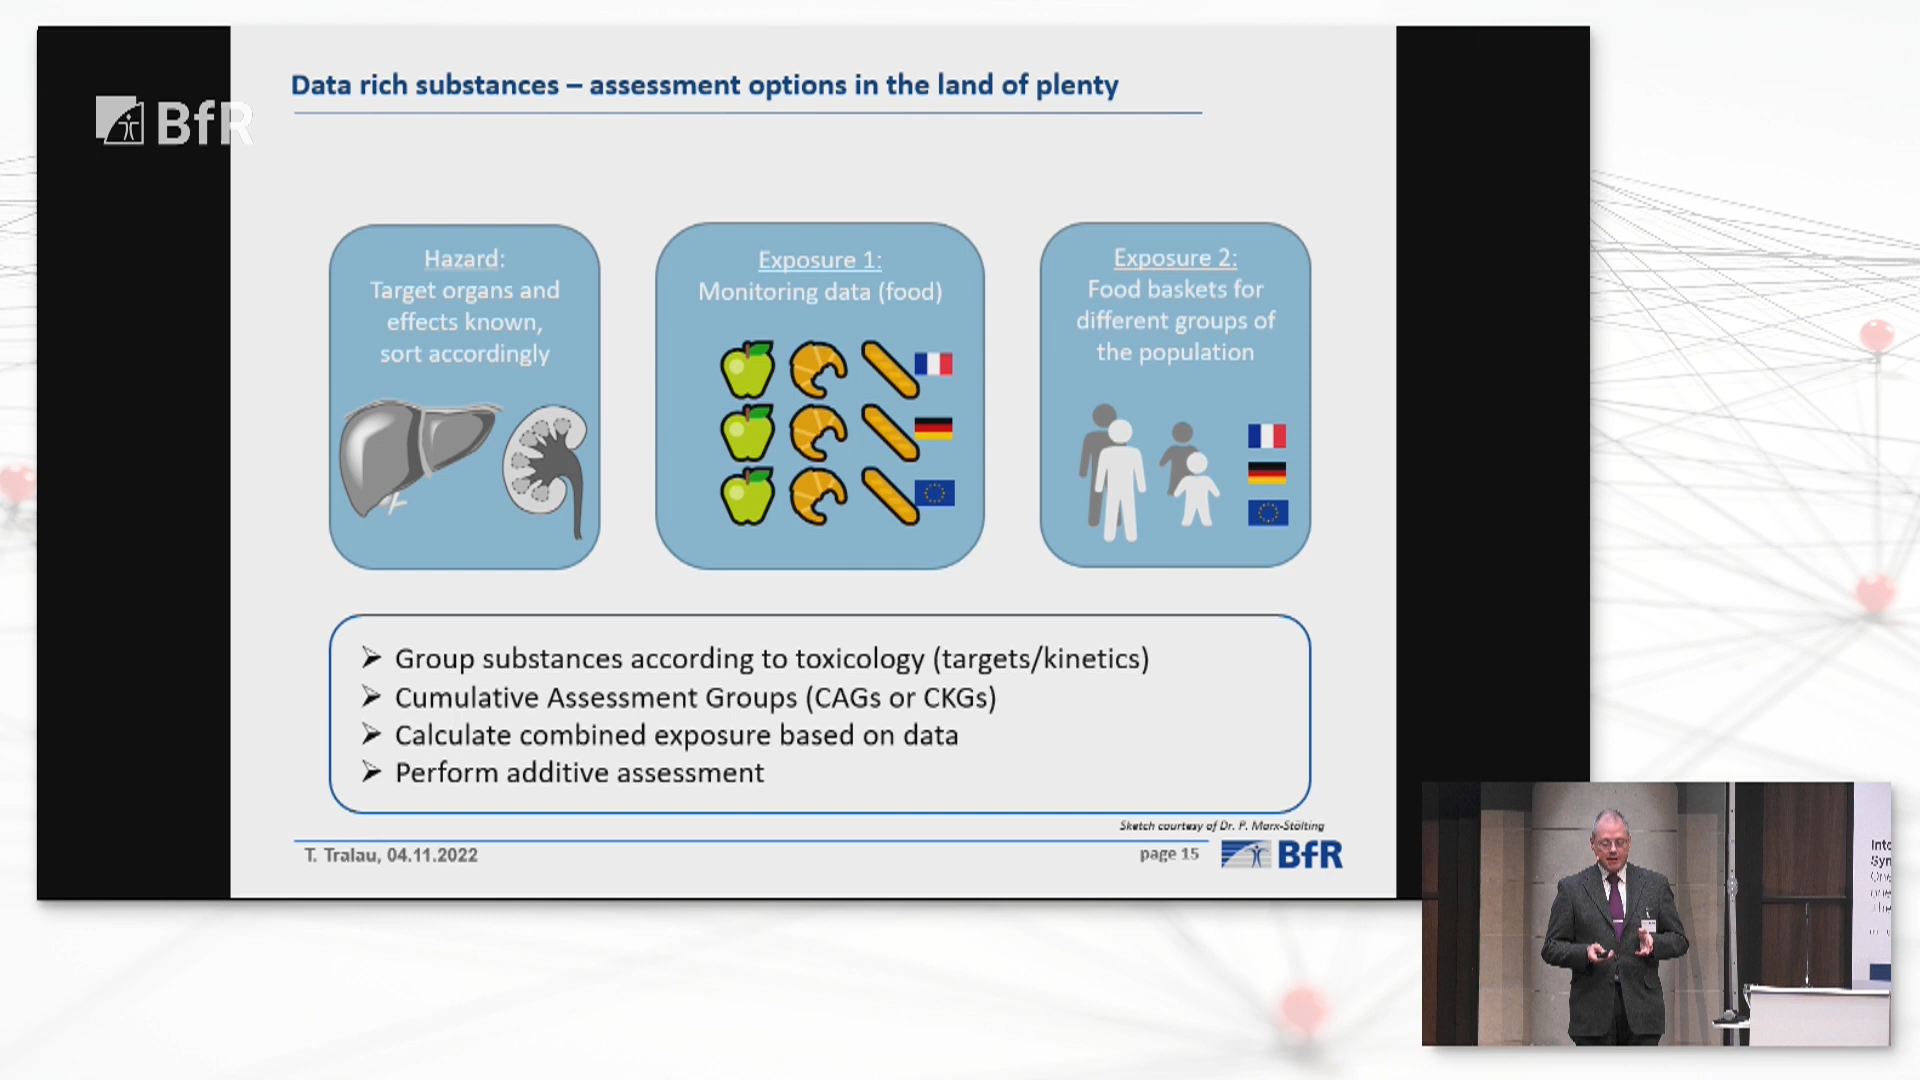 Data rich substances – assessment options in the land of plenty
BfR
Hazard:
Target organs and
effects known,
sort accordingly
Exposure 1:
Monitoring data (food)
Exposure 2:
Food baskets for
different groups of
the population
➢ Group substances according to toxicology (targets/kinetics)
➢ Cumulative Assessment Groups (CAGs or CKGs)
➢ Calculate combined exposure based on data
➢ Perform additive assessment
Sketch courtesy of Dr. P. Marx-Stölting
T. Tralau, 04.11.2022
page 15
BfR